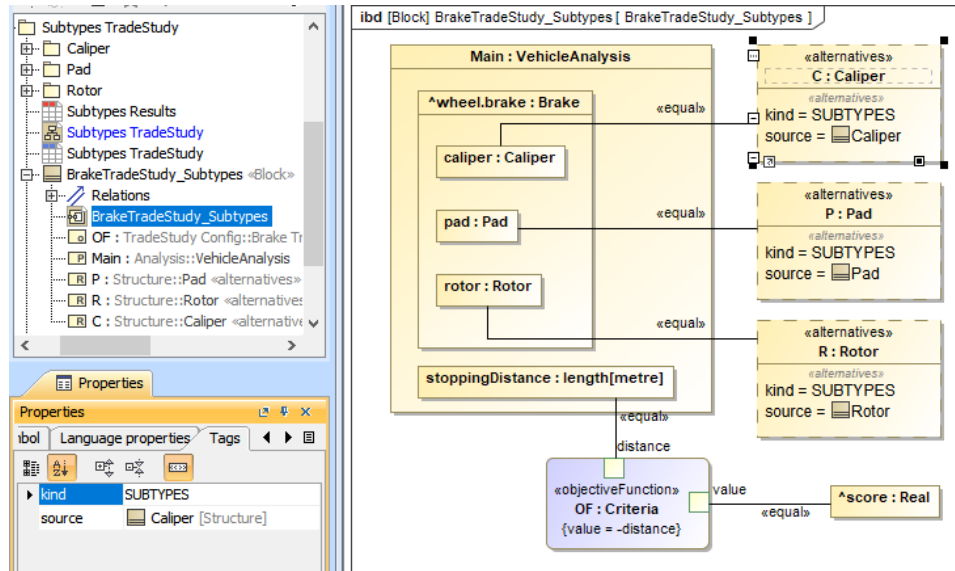 Subtypes TradeStudy
Caliper
Pad
Rotor
Subtypes Results
Subtypes TradeStudy
Subtypes TradeStudy
BrakeTradeStudy_Subtypes «Block»
Relations
BrakeTradeStudy_Subtypes
OF : TradeStudy Config::Brake Tr
Main : Analysis::VehicleAnalysis
P : Structure::Pad «alternatives»
R : Structure::Rotor «alternatives
C : Structure::Caliper «alternative
Properties
Properties
ıbol Language properties Tags
kind SUBTYPES
source Caliper [Structure]
ibd [Block] BrakeTradeStudy_Subtypes [ BrakeTradeStudy_Subtypes ]
Main : VehicleAnalysis
^wheel.brake : Brake
caliper : Caliper
pad : Pad
rotor : Rotor
stoppingDistance : length[metre]
«equal»
«equal»
«equal»
«alternatives»
C : Caliper
«alternatives»
kind = SUBTYPES
source = Caliper
«alternatives»
P : Pad
«alternatives»
kind = SUBTYPES
source = Pad
«alternatives»
R : Rotor
«alternatives»
kind = SUBTYPES
source = Rotor
«equal»
distance
«objectiveFunction»
OF : Criteria
{value = -distance}
value
«equal»
^score : Real